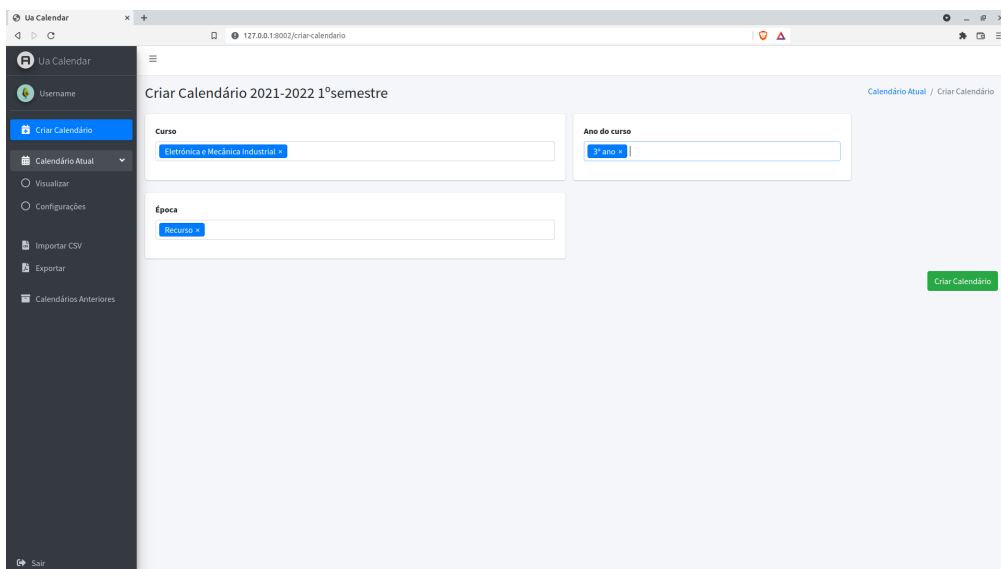 Ua Calendar × +
127.0.0.1:8002/criar-calendario
Ua Calendar
Username
Criar Calendário
Calendário Atual
Visualizar
Configurações
Importar CSV
Exportar
Calendários Anteriores
Sair
Criar Calendário 2021-2022 1ºsemestre
Calendário Atual / Criar Calendário
Curso
Eletrónica e Mecânica Industrial ×
Ano do curso
3º ano ×
Época
Recurso ×
Criar Calendário